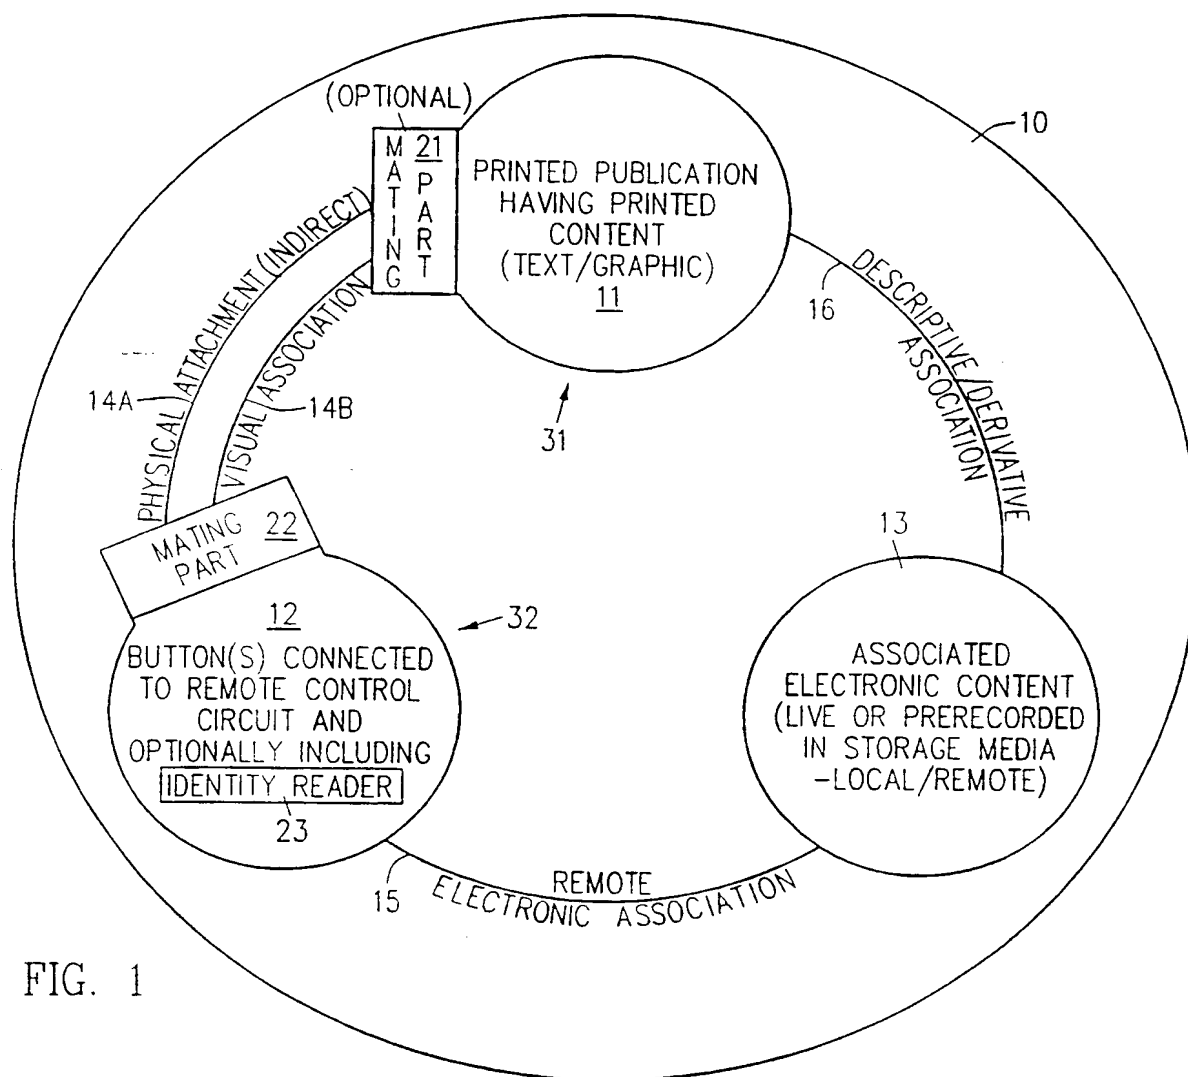 (OPTIONAL)
10
MATING
21
PART
PRINTED PUBLICATION
HAVING PRINTED
CONTENT
(TEXT/GRAPHIC)
11
PHYSICAL ATTACHMENT (INDIRECT)
VISUAL ASSOCIATION
14A
14B
31
16
DESCRIPTIVE/DERIVATIVE
ASSOCIATION
MATING
PART
22
12
BUTTON(S) CONNECTED
TO REMOTE CONTROL
CIRCUIT AND
OPTIONALLY INCLUDING
IDENTITY READER
23
32
13
ASSOCIATED
ELECTRONIC CONTENT
(LIVE OR PRERECORDED
IN STORAGE MEDIA
-LOCAL/REMOTE)
15
REMOTE
ELECTRONIC ASSOCIATION
FIG. 1